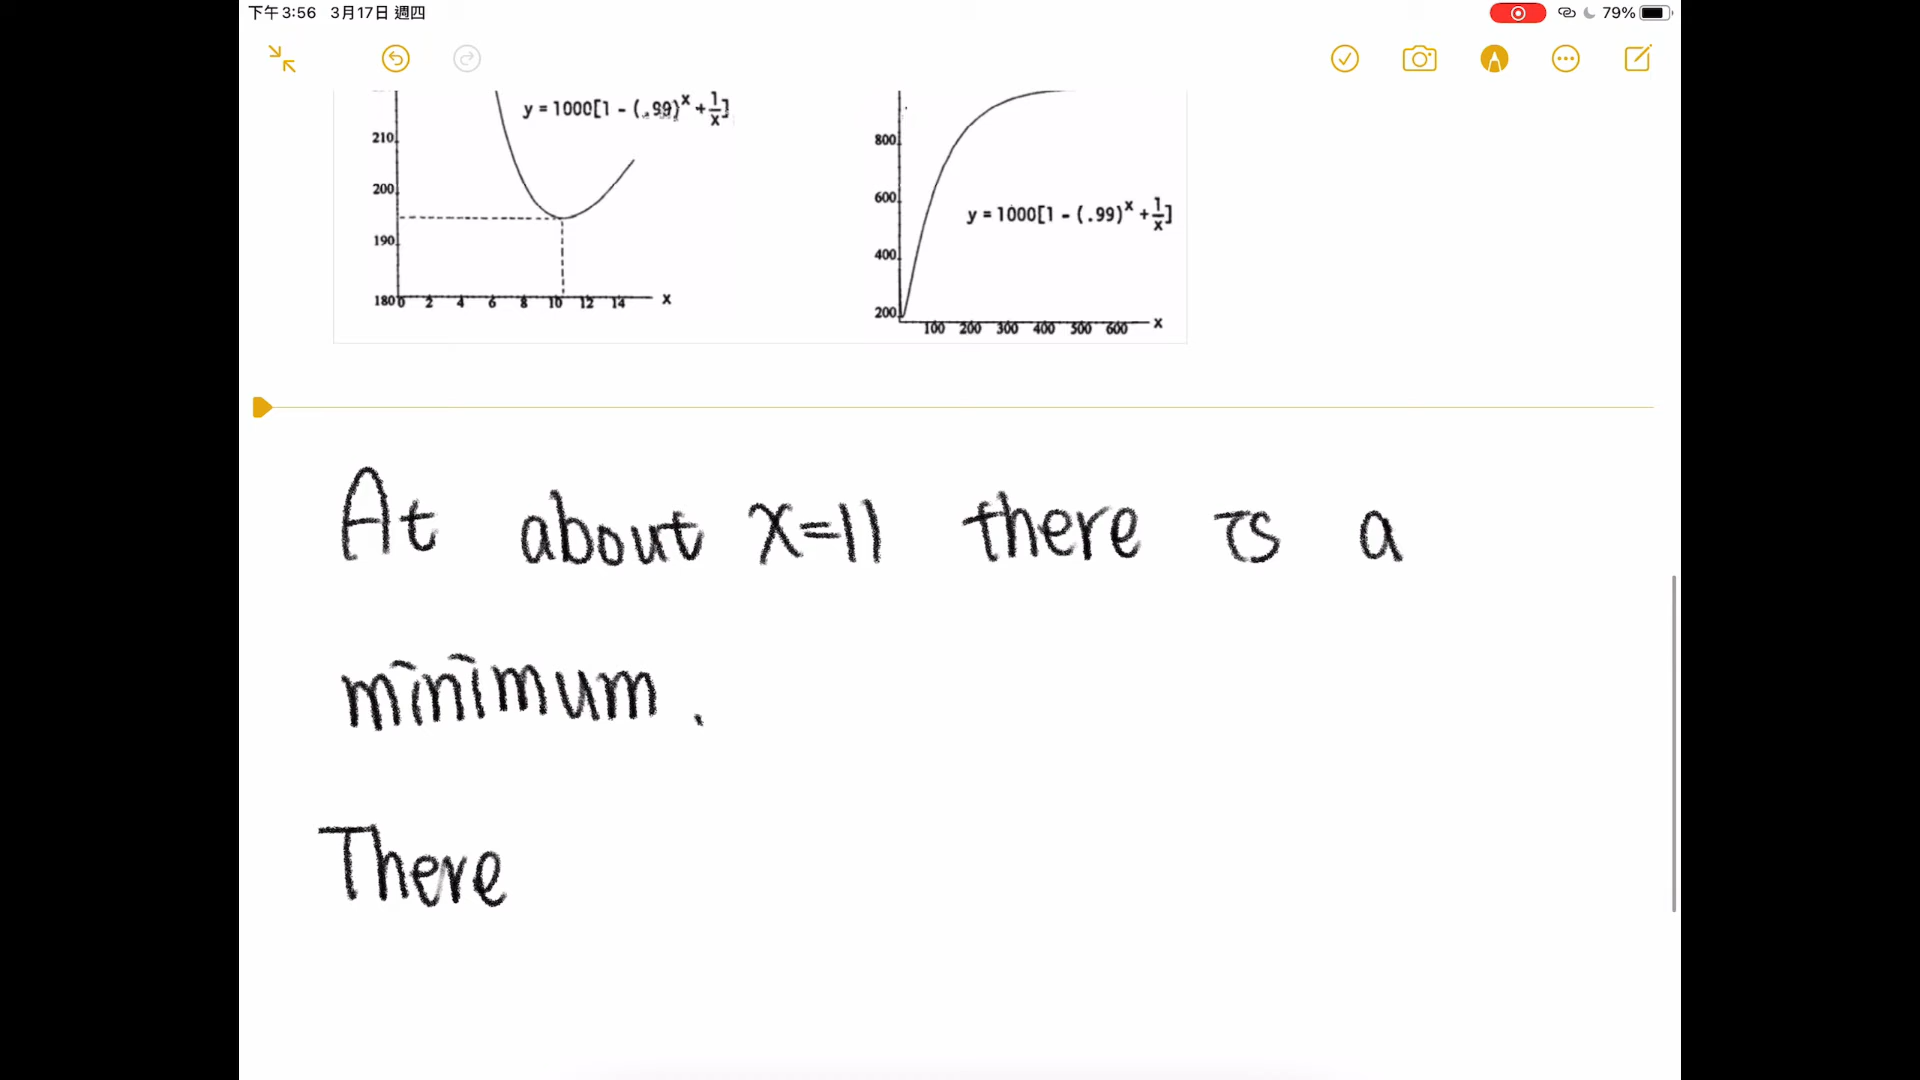 下午3:56 3月17日 週四
79%
y = 1000[1 - (.99)^x + 1/x]
210
200
190
180
0 2 4 6 8 10 12 14 x
800
600
400
200
y = 1000[1 - (.99)^x + 1/x]
100 200 300 400 500 600 x
At about x=11 there is a
minimum.
There